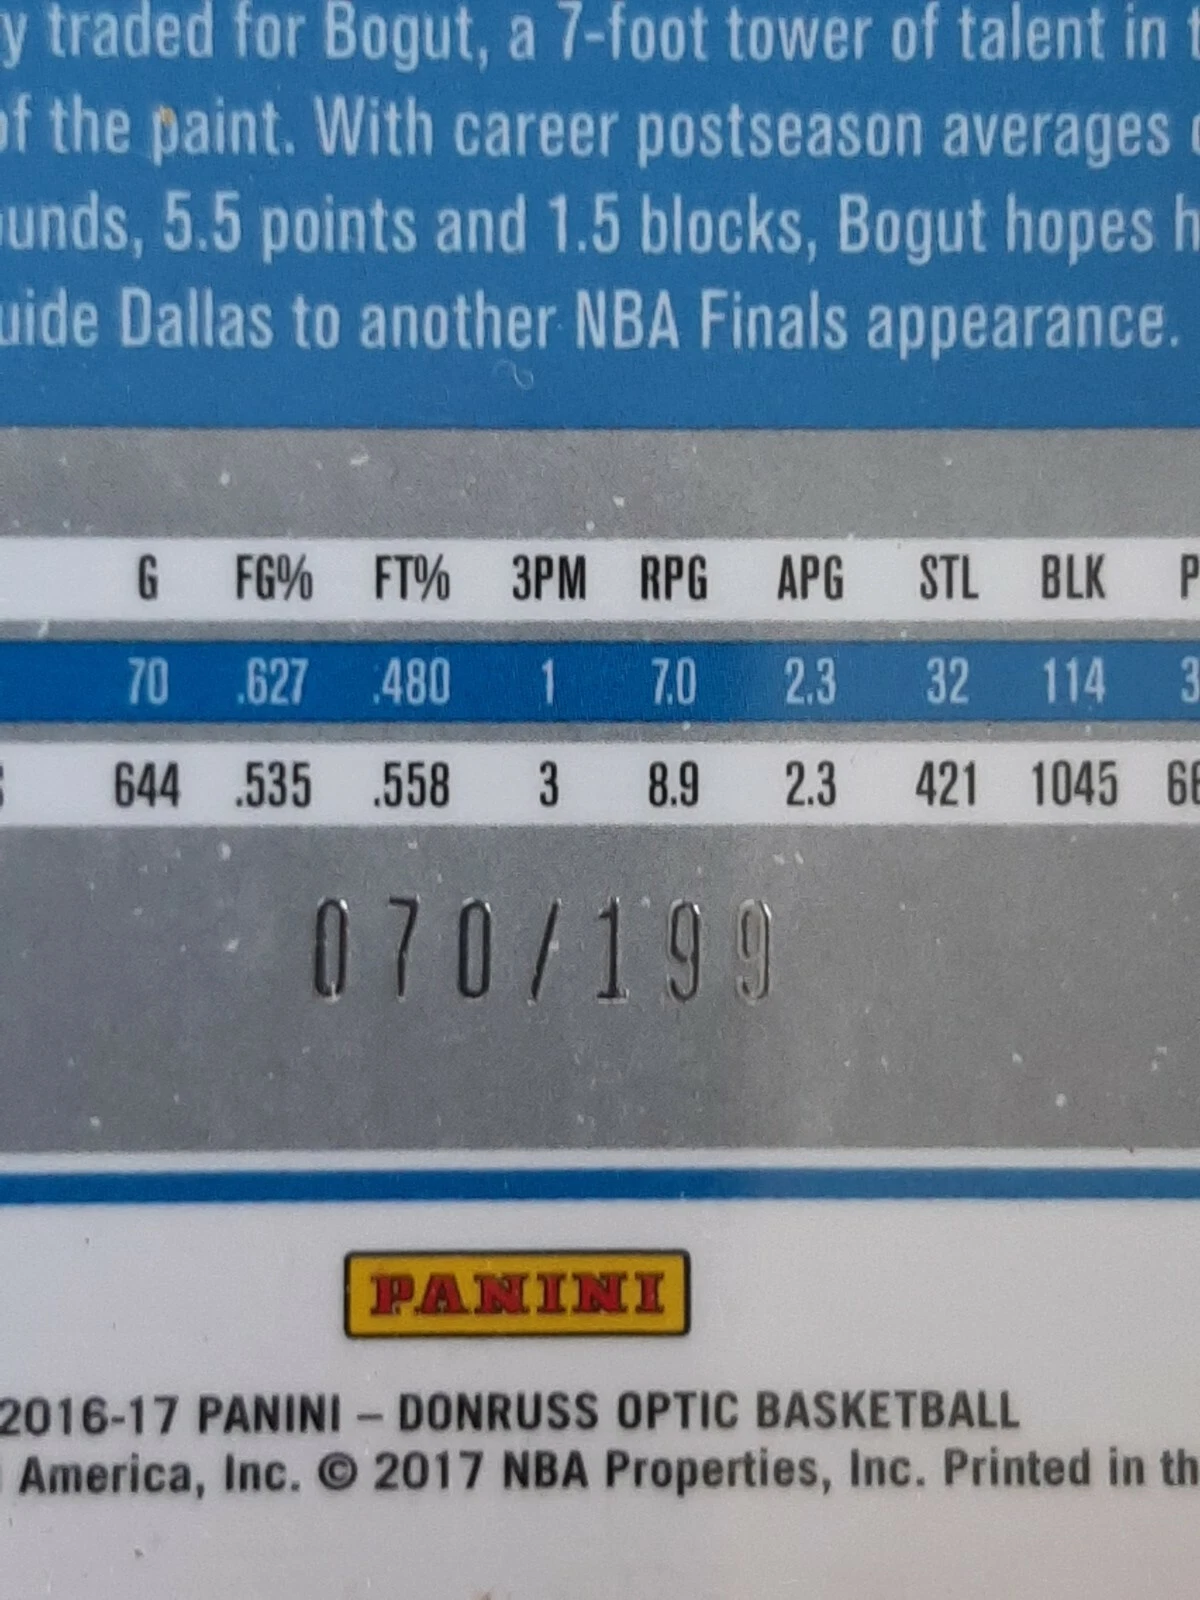 y traded for Bogut, a 7-foot tower of talent in
of the paint. With career postseason averages
ounds, 5.5 points and 1.5 blocks, Bogut hopes
uide Dallas to another NBA Finals appearance.
G FG% FT% 3PM RPG APG STL BLK P
70 .627 .480 1 7.0 2.3 32 114 3
644 .535 .558 3 8.9 2.3 421 1045 66
070/199
PANINI
2016-17 PANINI – DONRUSS OPTIC BASKETBALL
America, Inc. © 2017 NBA Properties, Inc. Printed in th